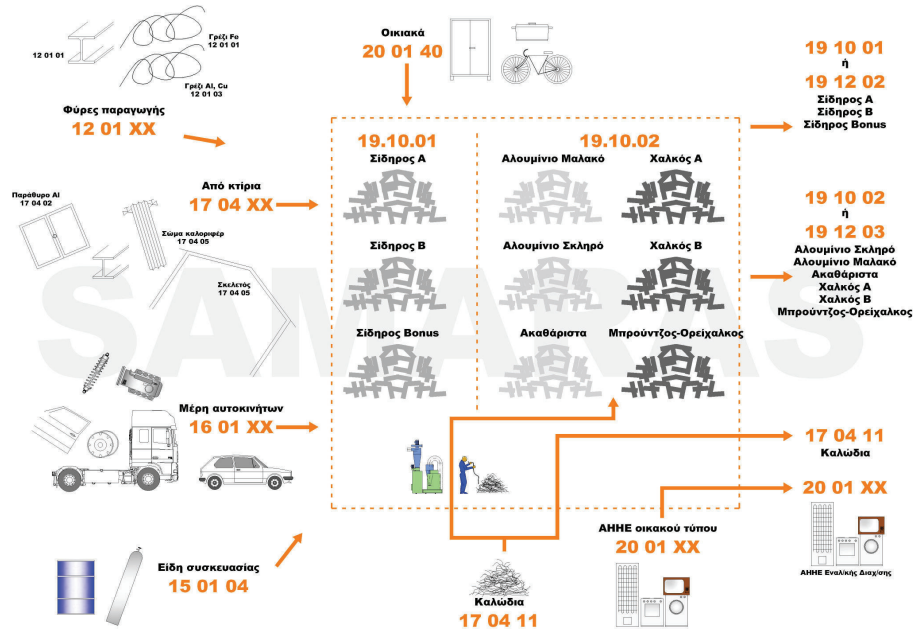 12 01 01
Γρέζι Fe
12 01 01
Γρέζι Al, Cu
12 01 03
Φύρες παραγωγής
12 01 XX
Οικιακά
20 01 40
19 10 01
ή
19 12 02
Σίδηρος Α
Σίδηρος Β
Σίδηρος Bonus
Από κτίρια
17 04 XX
Παράθυρο Al
17 04 02
Σώμα καλοριφέρ
17 04 05
Σκελετός
17 04 05
19.10.01
19.10.02
Σίδηρος Α
Αλουμίνιο Μαλακό
Χαλκός Α
Σίδηρος Β
Αλουμίνιο Σκληρό
Χαλκός Β
Σίδηρος Bonus
Ακαθάριστα
Μπρούντζος-Ορείχαλκος
19 10 02
ή
19 12 03
Αλουμίνιο Σκληρό
Αλουμίνιο Μαλακό
Ακαθάριστα
Χαλκός Α
Χαλκός Β
Μπρούντζος-Ορείχαλκος
SAMARAS
Μέρη αυτοκινήτων
16 01 XX
17 04 11
Καλώδια
20 01 XX
ΑΗΗΕ Εναλ/κής Διαχ/σης
ΑΗΗΕ οικακού τύπου
20 01 XX
Είδη συσκευασίας
15 01 04
Καλώδια
17 04 11